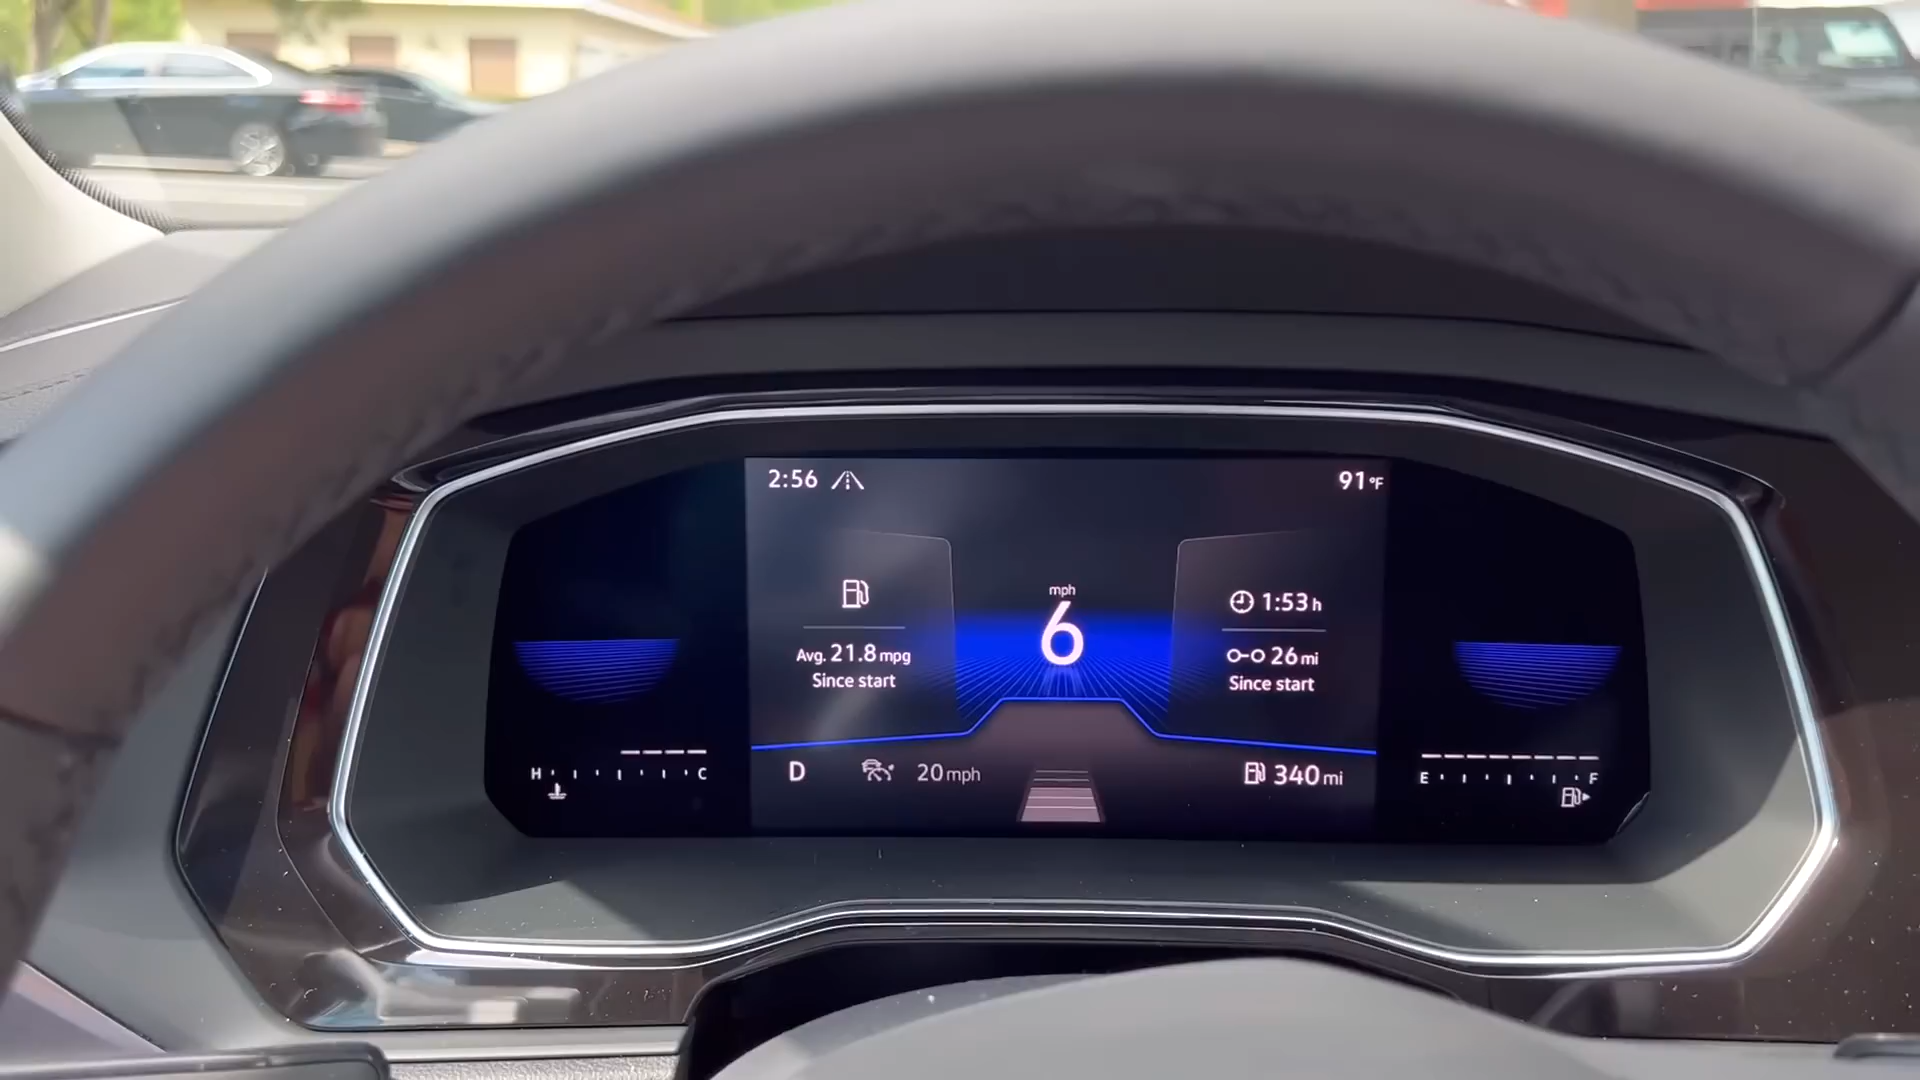 2:56
91°F
mph
6
Avg. 21.8 mpg
Since start
1:53 h
26 mi
Since start
H C
D 20 mph
340 mi
E F